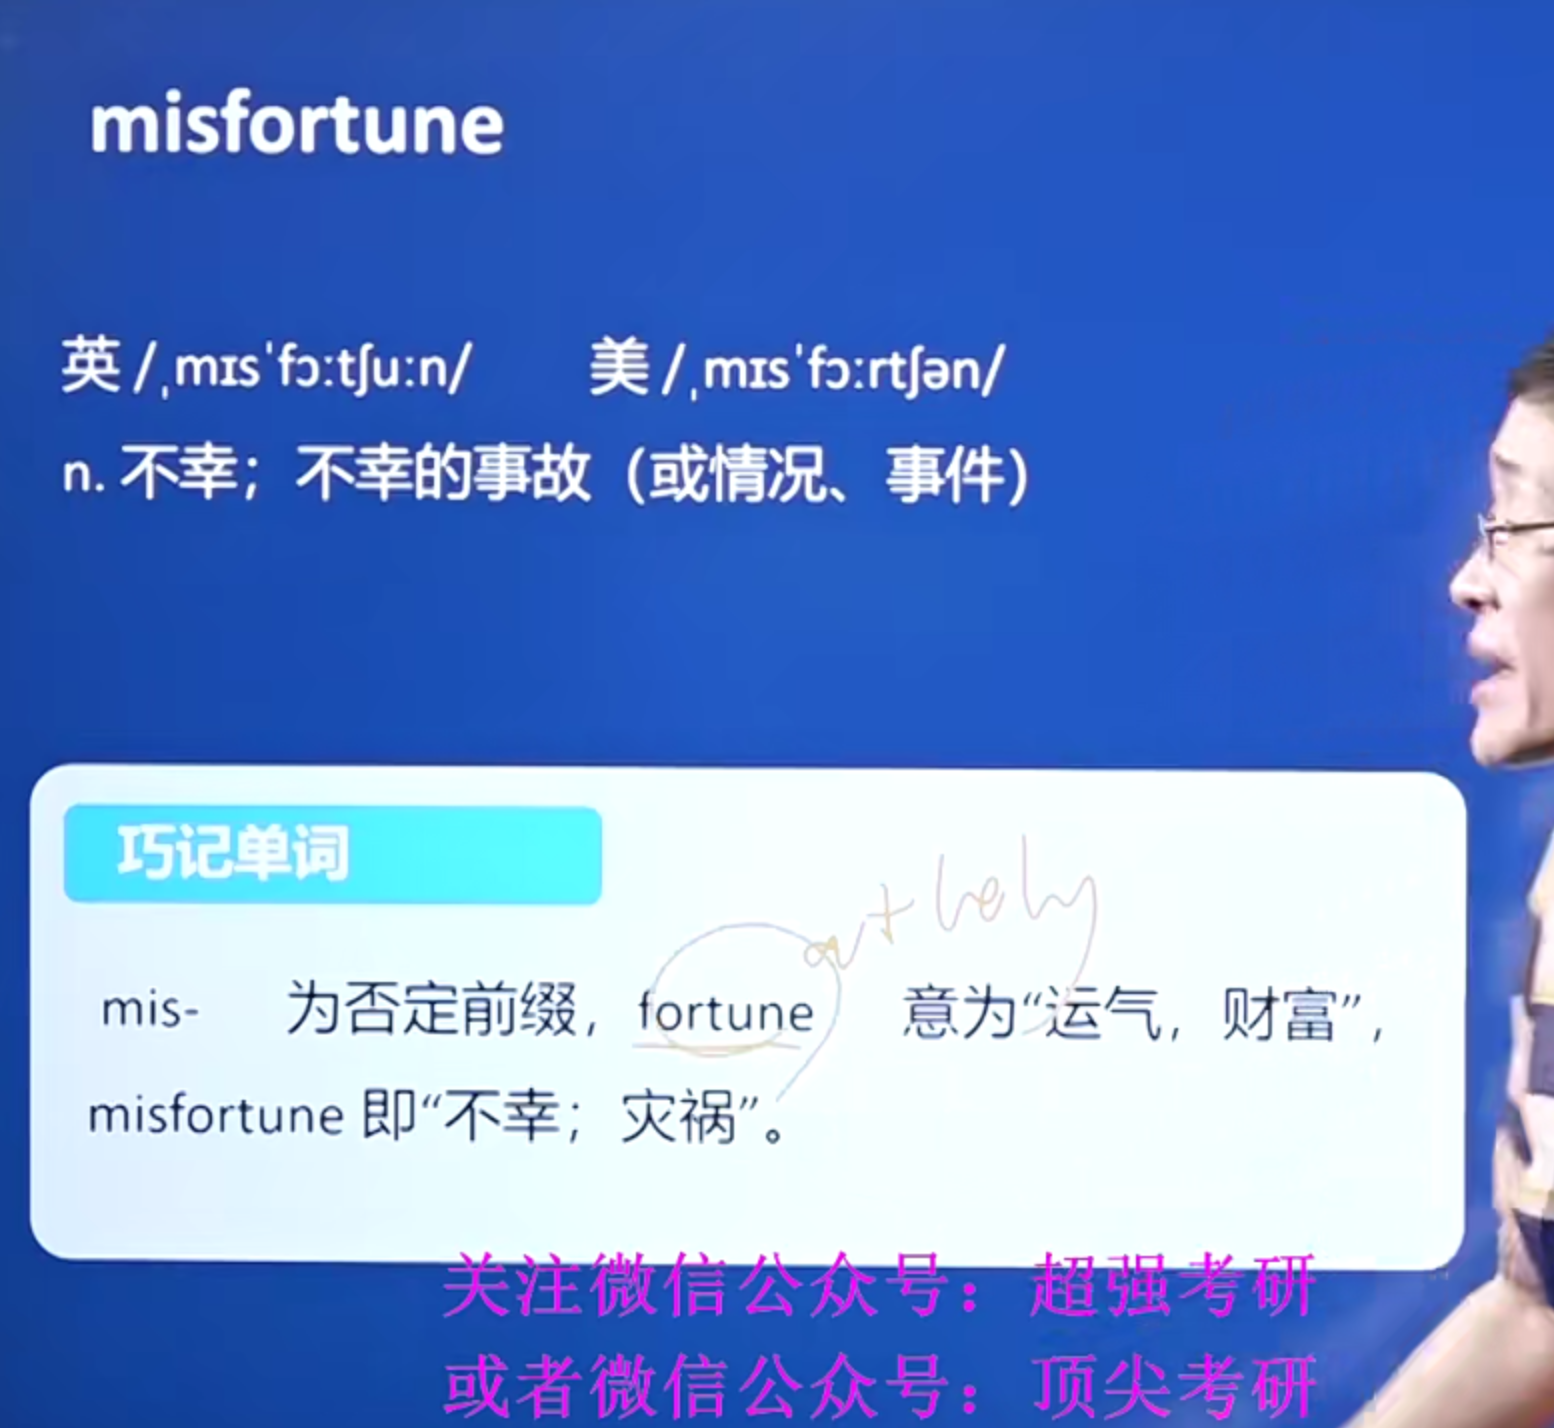 misfortune
英 /ˌmɪsˈfɔːtʃuːn/ 美 /ˌmɪsˈfɔːrtʃən/
n. 不幸；不幸的事故（或情况、事件）
巧记单词
mis- 为否定前缀，fortune 意为“运气，财富”，
misfortune 即“不幸；灾祸”。
关注微信公众号：超强考研
或者微信公众号：顶尖考研